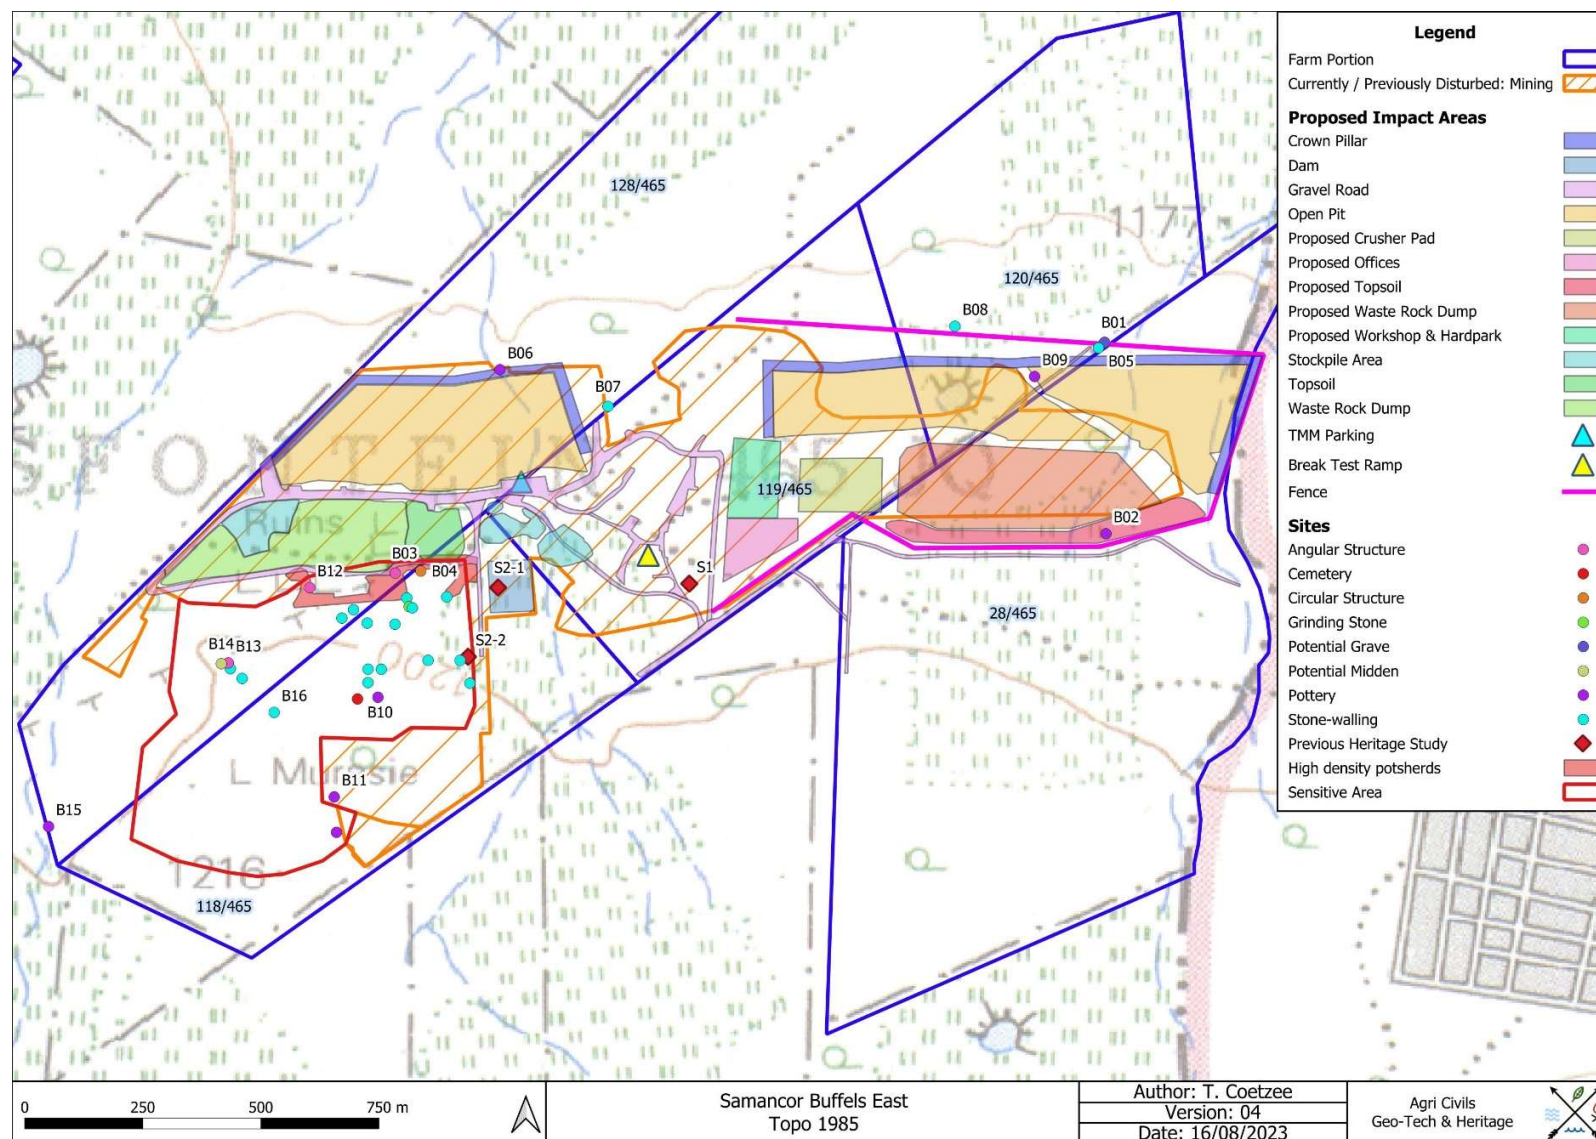 Legend
Farm Portion
Currently / Previously Disturbed: Mining
Proposed Impact Areas
Crown Pillar
Dam
Gravel Road
Open Pit
Proposed Crusher Pad
Proposed Offices
Proposed Topsoil
Proposed Waste Rock Dump
Proposed Workshop & Hardpark
Stockpile Area
Topsoil
Waste Rock Dump
TMM Parking
Break Test Ramp
Fence
Sites
Angular Structure
Cemetery
Circular Structure
Grinding Stone
Potential Grave
Potential Midden
Pottery
Stone-walling
Previous Heritage Study
High density potsherds
Sensitive Area
128/465
1177
120/465
B08
B01
B06
B09
B05
B07
SFONTEIN 465 JQ
119/465
Ruins
B02
B03
B12
B04
S2-1
S1
28/465
S2-2
B14
B13
1200
B16
B10
L Murasie
B11
B15
1216
118/465
0 250 500 750 m
Samancor Buffels East
Topo 1985
Author: T. Coetzee
Version: 04
Date: 16/08/2023
Agri Civils
Geo-Tech & Heritage